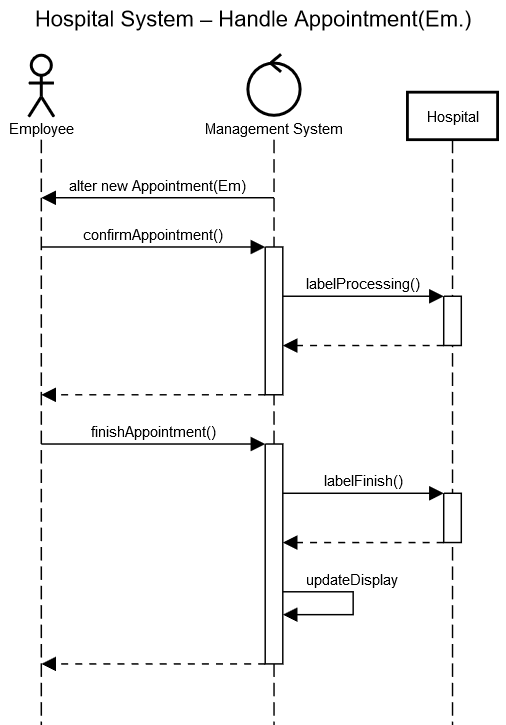 Hospital System – Handle Appointment(Em.)
Employee
Management System
Hospital
alter new Appointment(Em)
confirmAppointment()
labelProcessing()
finishAppointment()
labelFinish()
updateDisplay